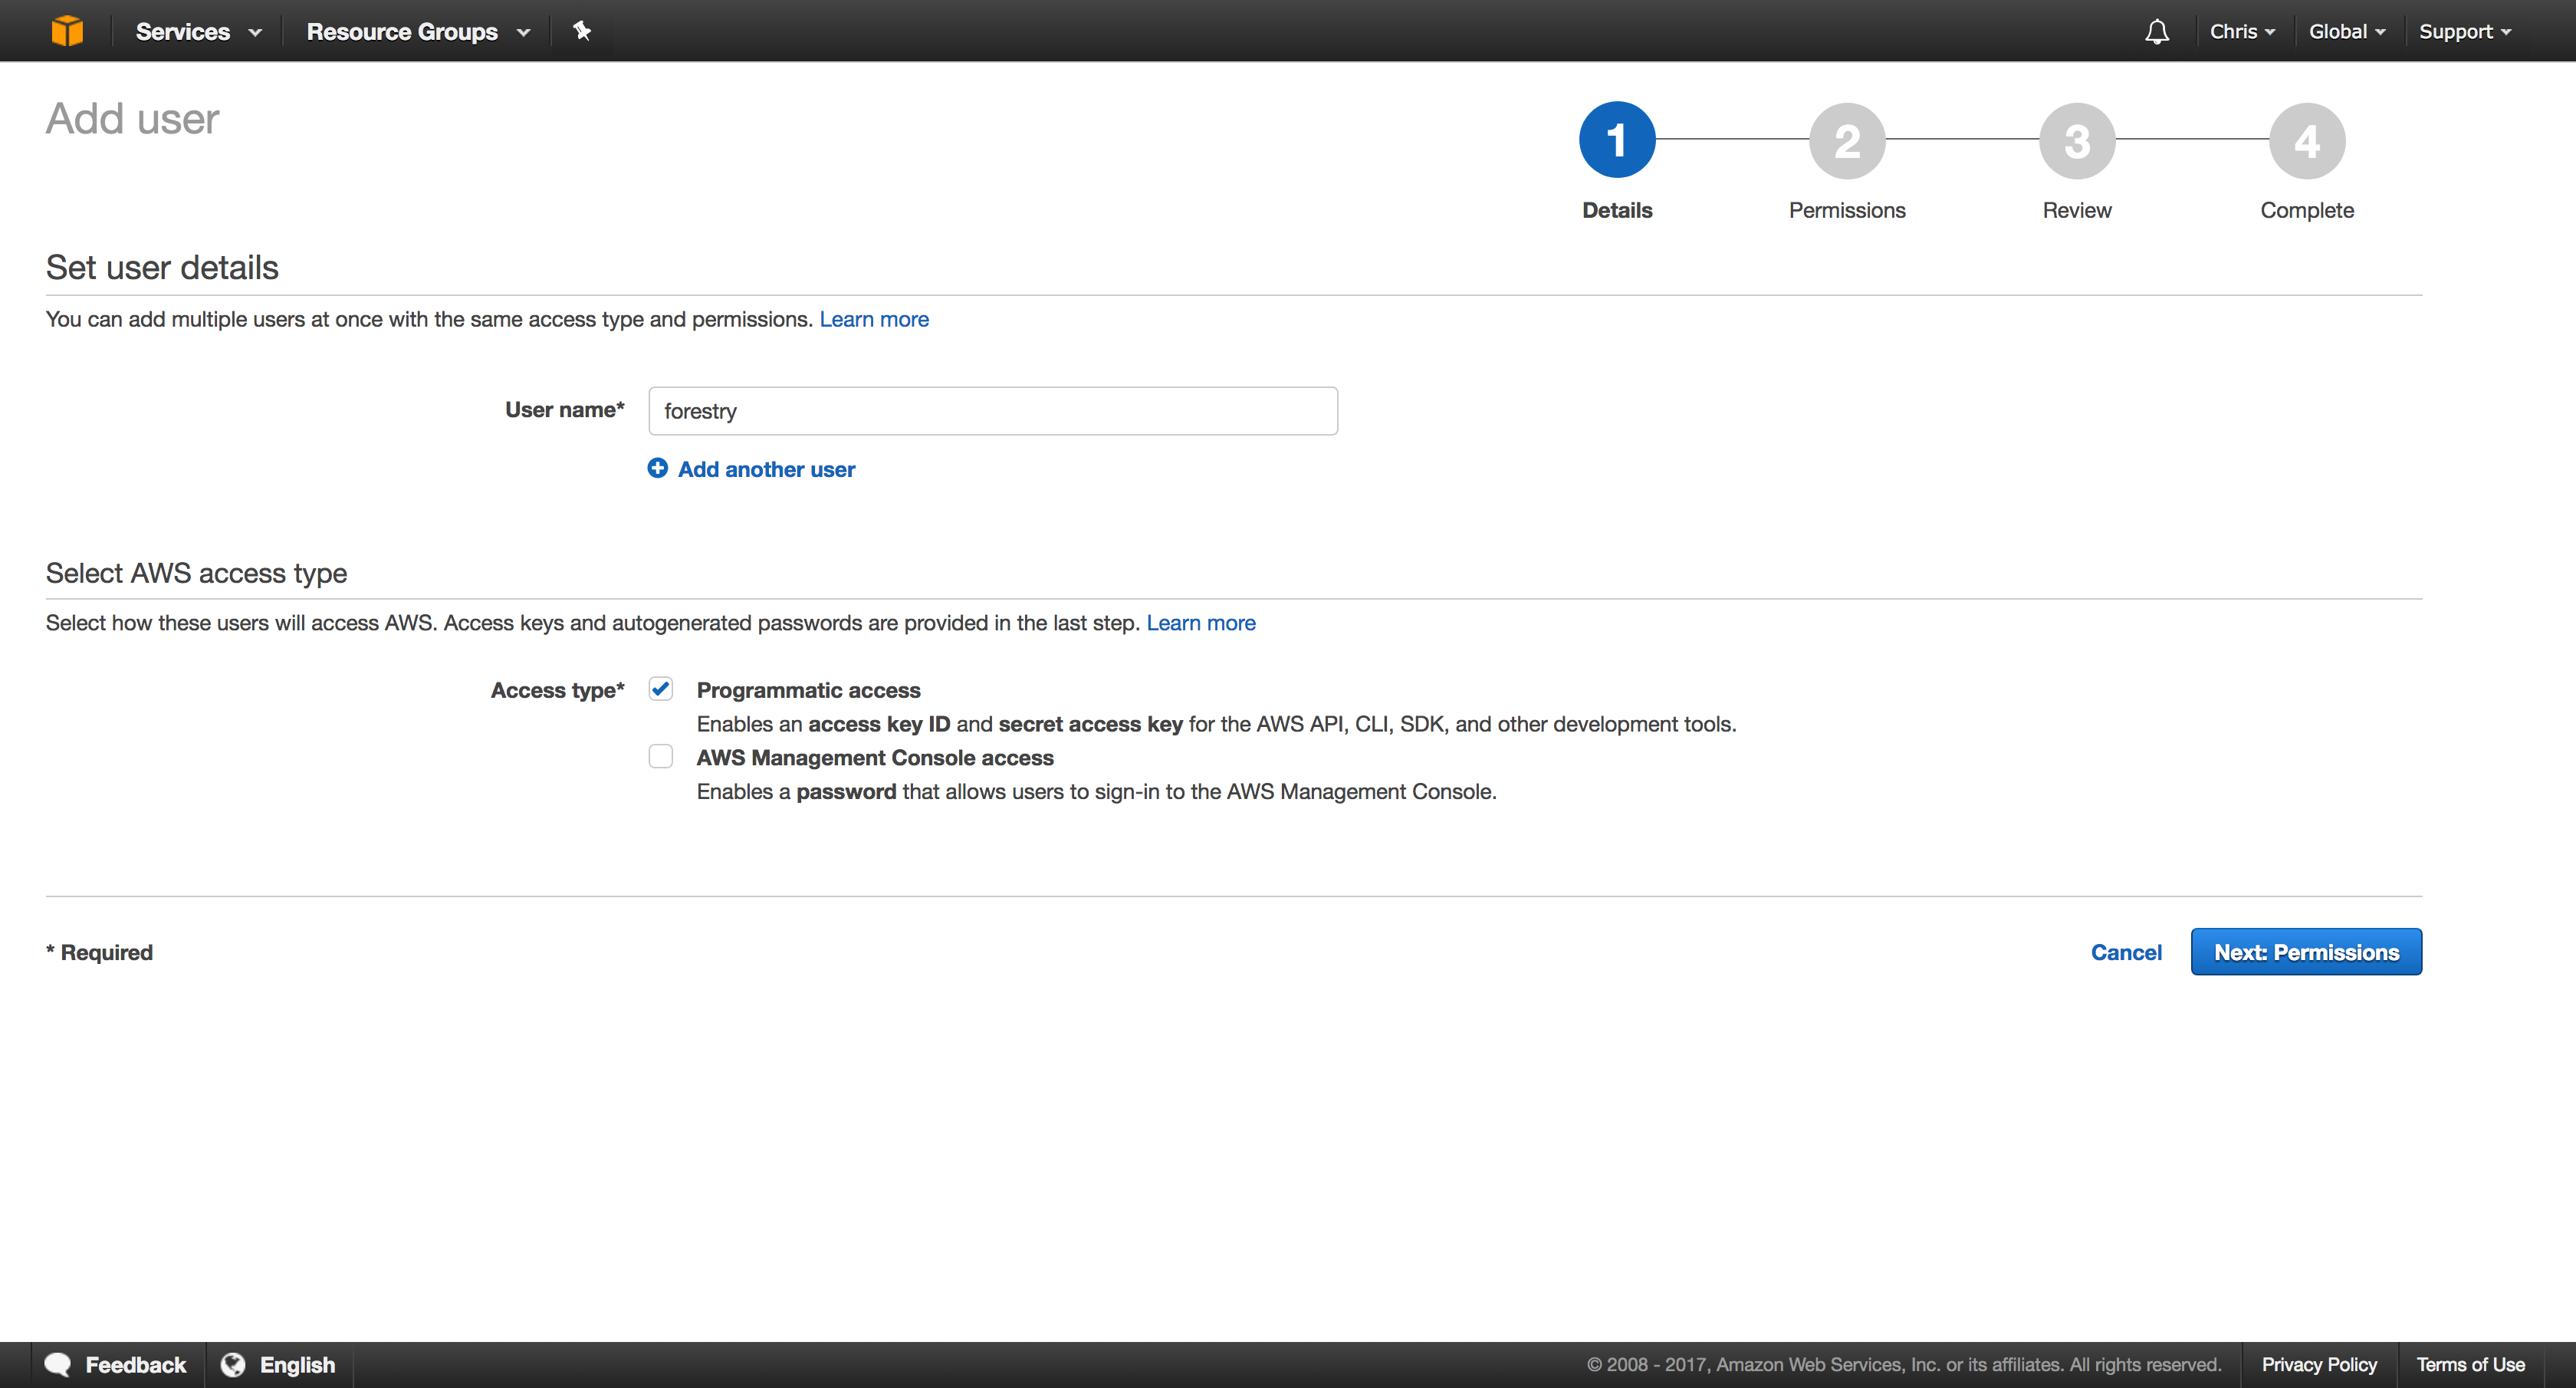 Services
Resource Groups
Chris
Global
Support
Add user
1
2
3
4
Details
Permissions
Review
Complete
Set user details
You can add multiple users at once with the same access type and permissions. Learn more
User name*
forestry
Add another user
Select AWS access type
Select how these users will access AWS. Access keys and autogenerated passwords are provided in the last step. Learn more
Access type*
Programmatic access
Enables an access key ID and secret access key for the AWS API, CLI, SDK, and other development tools.
AWS Management Console access
Enables a password that allows users to sign-in to the AWS Management Console.
* Required
Cancel
Next: Permissions
Feedback
English
© 2008 - 2017, Amazon Web Services, Inc. or its affiliates. All rights reserved.
Privacy Policy
Terms of Use